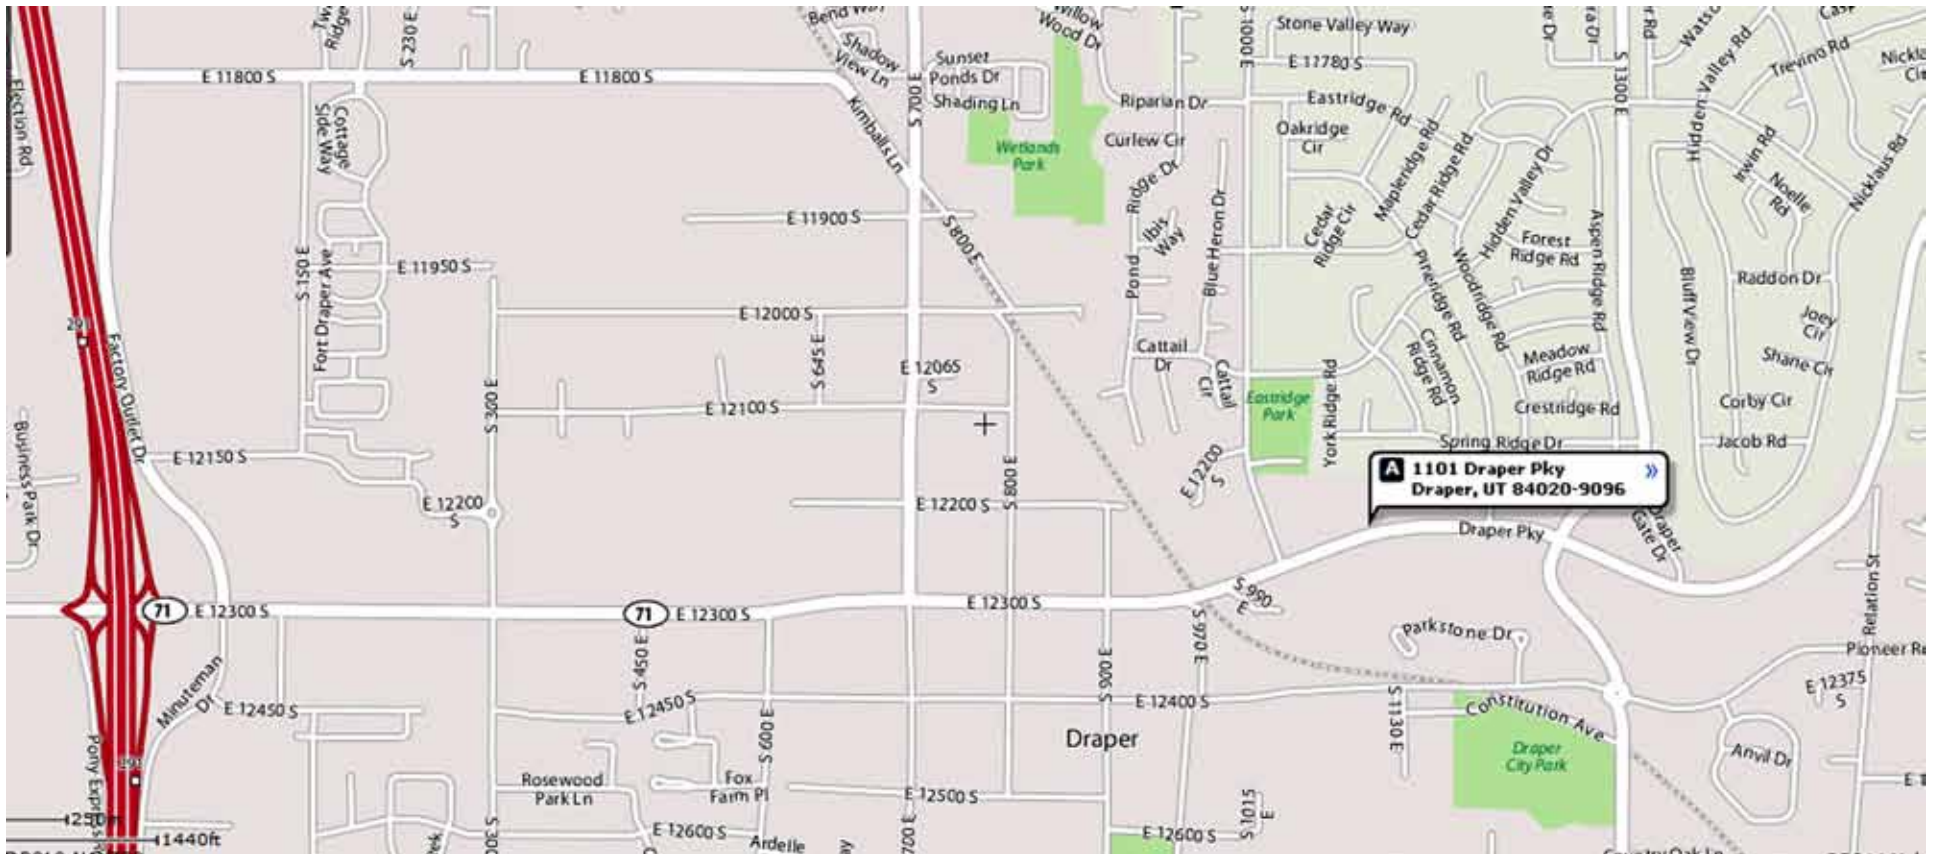 Bend Way
Willow
Wood Dr
Stone Valley Way
Hidden Valley Rd
Trevino Rd
S 230 E
Shadow
View Ln
Sunset
Ponds Dr
S 1000 E
E 11780 S
S 1300 E
E 11800 S
E 11800 S
Election Rd
Cottage
Side Way
Kimballs Ln
S 700 E
Shading Ln
Riparian Dr
Eastridge Rd
Oakridge
Cir
Curlew Cir
Wetlands
Park
Mapleridge Rd
Cedar Ridge Rd
Hidden Valley Dr
Irwin Rd
Noelle
Rd
Nicklaus Rd
Pond Ridge Dr
Ibis
Way
Blue Heron Dr
Cedar
Ridge Cir
E 11900 S
S 800 E
Forest
Ridge Rd
Aspen Ridge Rd
S 150 E
Fort Draper Ave
E 11950 S
Pineridge Rd
Woodridge Rd
Bluff View Dr
Raddon Dr
Joey
Cir
E 12000 S
291
Factory Outlet Dr
S 645 E
E 12065
S
Cattail
Dr
Cattail
Cir
Cinnamon
Ridge Rd
Meadow
Ridge Rd
Shane Cir
S 300 E
E 12100 S
Eastridge
Park
York Ridge Rd
Crestridge Rd
Corby Cir
Business Park Dr
E 12150 S
Spring Ridge Dr
Jacob Rd
A 1101 Draper Pky »
Draper, UT 84020-9096
E 12200
S
S 800 E
E 12200 S
E 12200
S
Draper Pky
Draper
Gate Dr
71
E 12300 S
71
E 12300 S
E 12300 S
S 990
E
Relation St
Minuteman
Dr
S 450 E
S 900 E
S 970 E
Parkstone Dr
E 12375
S
E 12450 S
E 12450 S
E 12400 S
S 1130 E
Constitution Ave
S 600 E
Draper
Draper
City Park
Anvil Dr
291
Rosewood
Park Ln
Fox
Farm Pl
E 12500 S
S 1015
E
E 12600 S
E 12600 S
Ardelle
1440ft